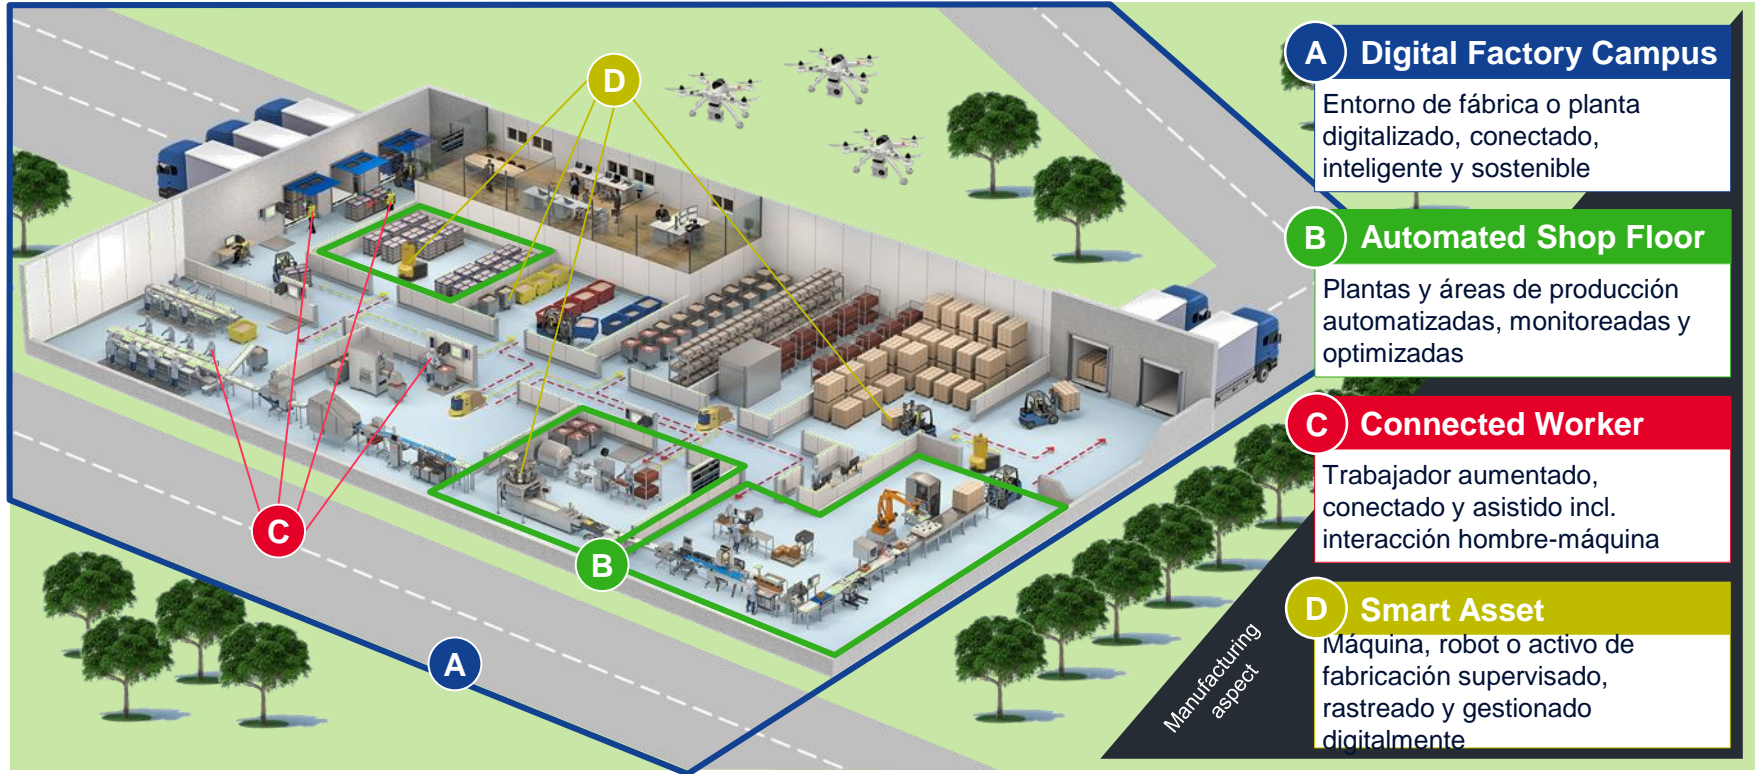 D
C
B
A
A Digital Factory Campus
Entorno de fábrica o planta
digitalizado, conectado,
inteligente y sostenible
B Automated Shop Floor
Plantas y áreas de producción
automatizadas, monitoreadas y
optimizadas
C Connected Worker
Trabajador aumentado,
conectado y asistido incl.
interacción hombre-máquina
D Smart Asset
Máquina, robot o activo de
fabricación supervisado,
rastreado y gestionado
digitalmente
Manufacturing
aspect